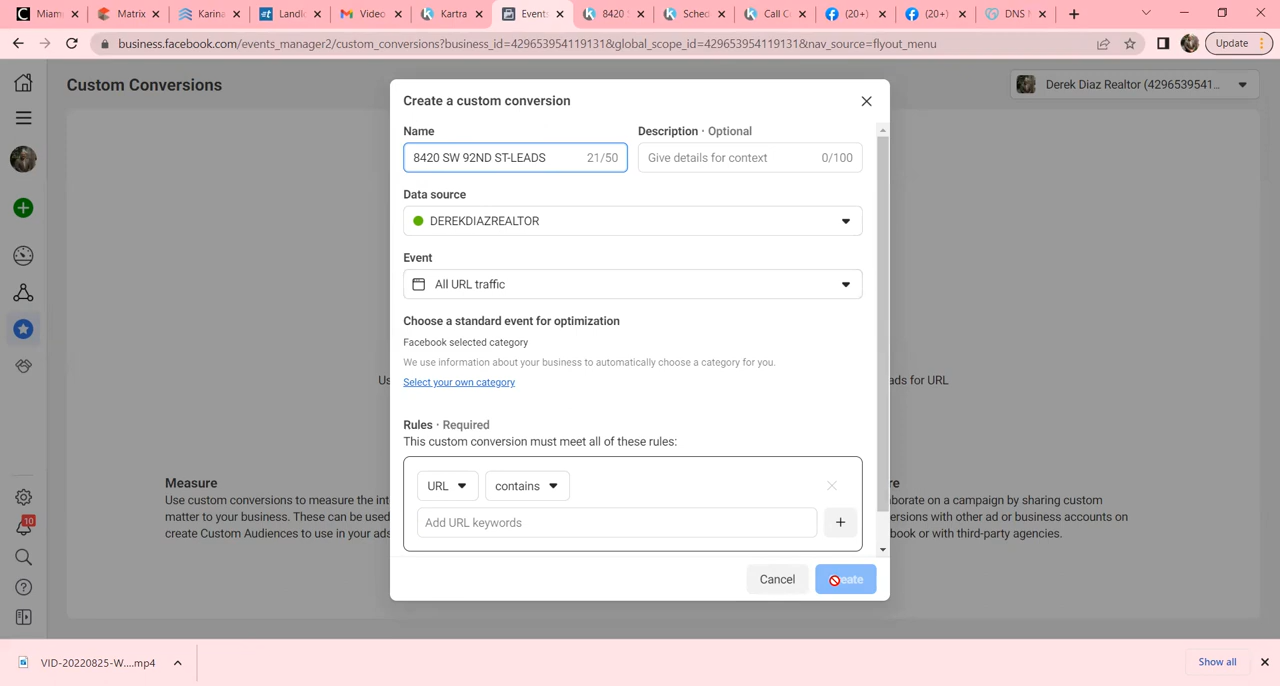 Miam
Matrix
Karina
Landl
Video
Kartra
Events
8420
Sched
Call C
(20+)
(20+)
DNS M
business.facebook.com/events_manager2/custom_conversions?business_id=429653954119131&global_scope_id=429653954119131&nav_source=flyout_menu
Update
Custom Conversions
Derek Diaz Realtor (4296539541...
Create a custom conversion
Name
Description · Optional
8420 SW 92ND ST-LEADS 21/50
Give details for context 0/100
Data source
DEREKDIAZREALTOR
Event
All URL traffic
Choose a standard event for optimization
Facebook selected category
We use information about your business to automatically choose a category for you.
Us
ads for URL
Select your own category
Rules · Required
This custom conversion must meet all of these rules:
URL contains
Add URL keywords
Measure
Use custom conversions to measure the int
matter to your business. These can be used
create Custom Audiences to use in your ads
re
borate on a campaign by sharing custom
ersions with other ad or business accounts on
book or with third-party agencies.
10
Cancel
Create
VID-20220825-W....mp4
Show all